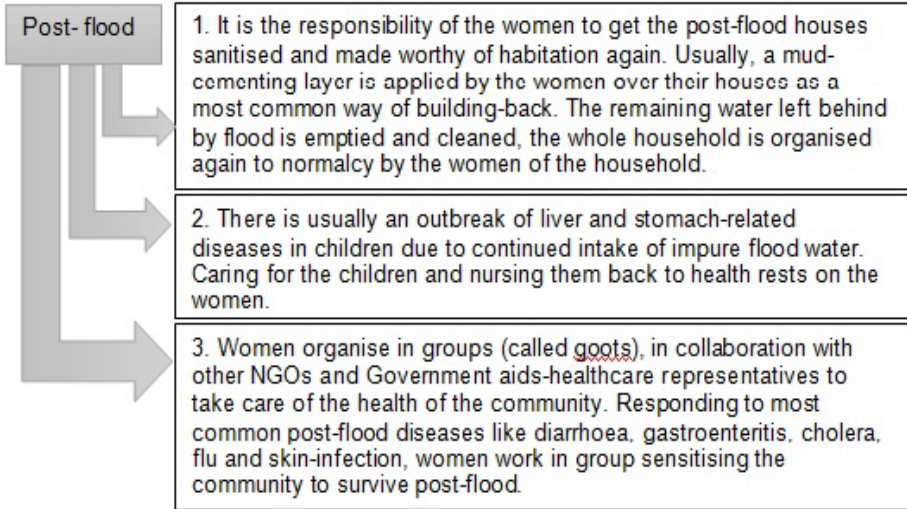 Post- flood
1. It is the responsibility of the women to get the post-flood houses
sanitised and made worthy of habitation again. Usually, a mud-
cementing layer is applied by the women over their houses as a
most common way of building-back. The remaining water left behind
by flood is emptied and cleaned, the whole household is organised
again to normalcy by the women of the household.
2. There is usually an outbreak of liver and stomach-related
diseases in children due to continued intake of impure flood water.
Caring for the children and nursing them back to health rests on the
women.
3. Women organise in groups (called goots), in collaboration with
other NGOs and Government aids-healthcare representatives to
take care of the health of the community. Responding to most
common post-flood diseases like diarrhoea, gastroenteritis, cholera,
flu and skin-infection, women work in group sensitising the
community to survive post-flood.